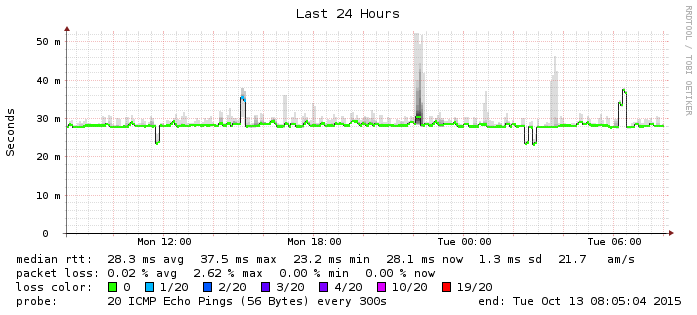 Last 24 Hours
RRDTOOL / TOBI OETIKER
Seconds
50 m
40 m
30 m
20 m
10 m
0
Mon 12:00 Mon 18:00 Tue 00:00 Tue 06:00
median rtt: 28.3 ms avg 37.5 ms max 23.2 ms min 28.1 ms now 1.3 ms sd 21.7 am/s
packet loss: 0.02 % avg 2.62 % max 0.00 % min 0.00 % now
loss color: 0 1/20 2/20 3/20 4/20 10/20 19/20
probe: 20 ICMP Echo Pings (56 Bytes) every 300s end: Tue Oct 13 08:05:04 2015